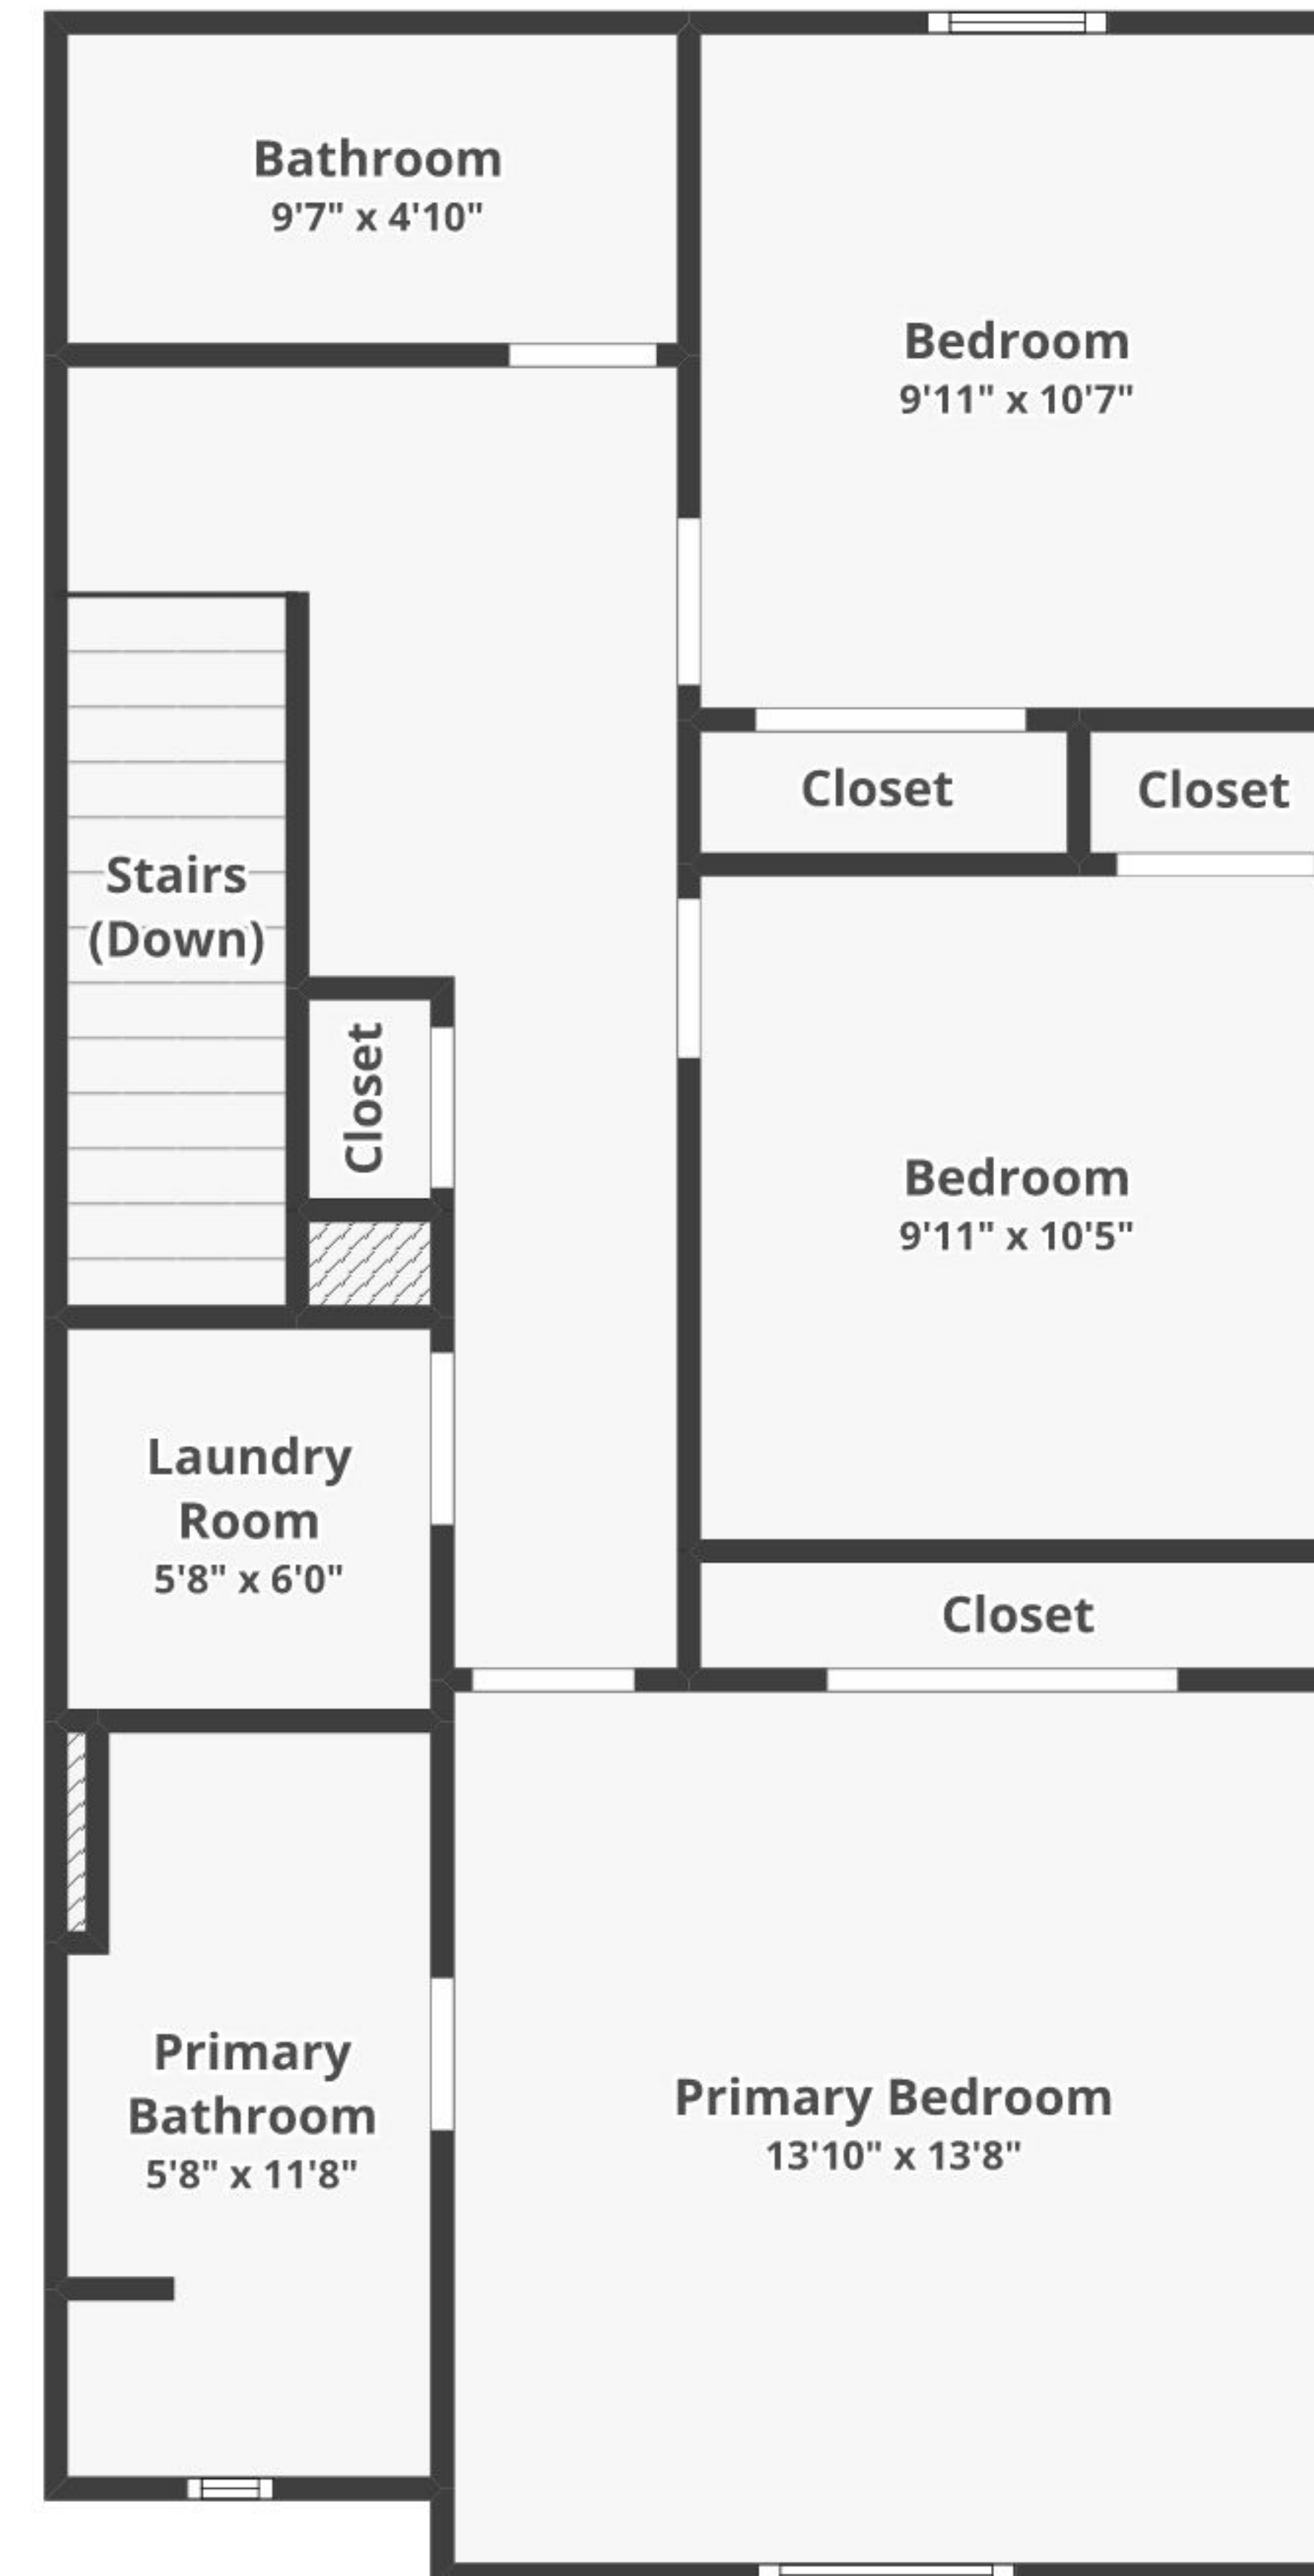 Bathroom
9'7" x 4'10"
Bedroom
9'11" x 10'7"
Closet
Closet
Stairs
(Down)
Closet
Bedroom
9'11" x 10'5"
Laundry
Room
5'8" x 6'0"
Closet
Primary
Bathroom
5'8" x 11'8"
Primary Bedroom
13'10" x 13'8"